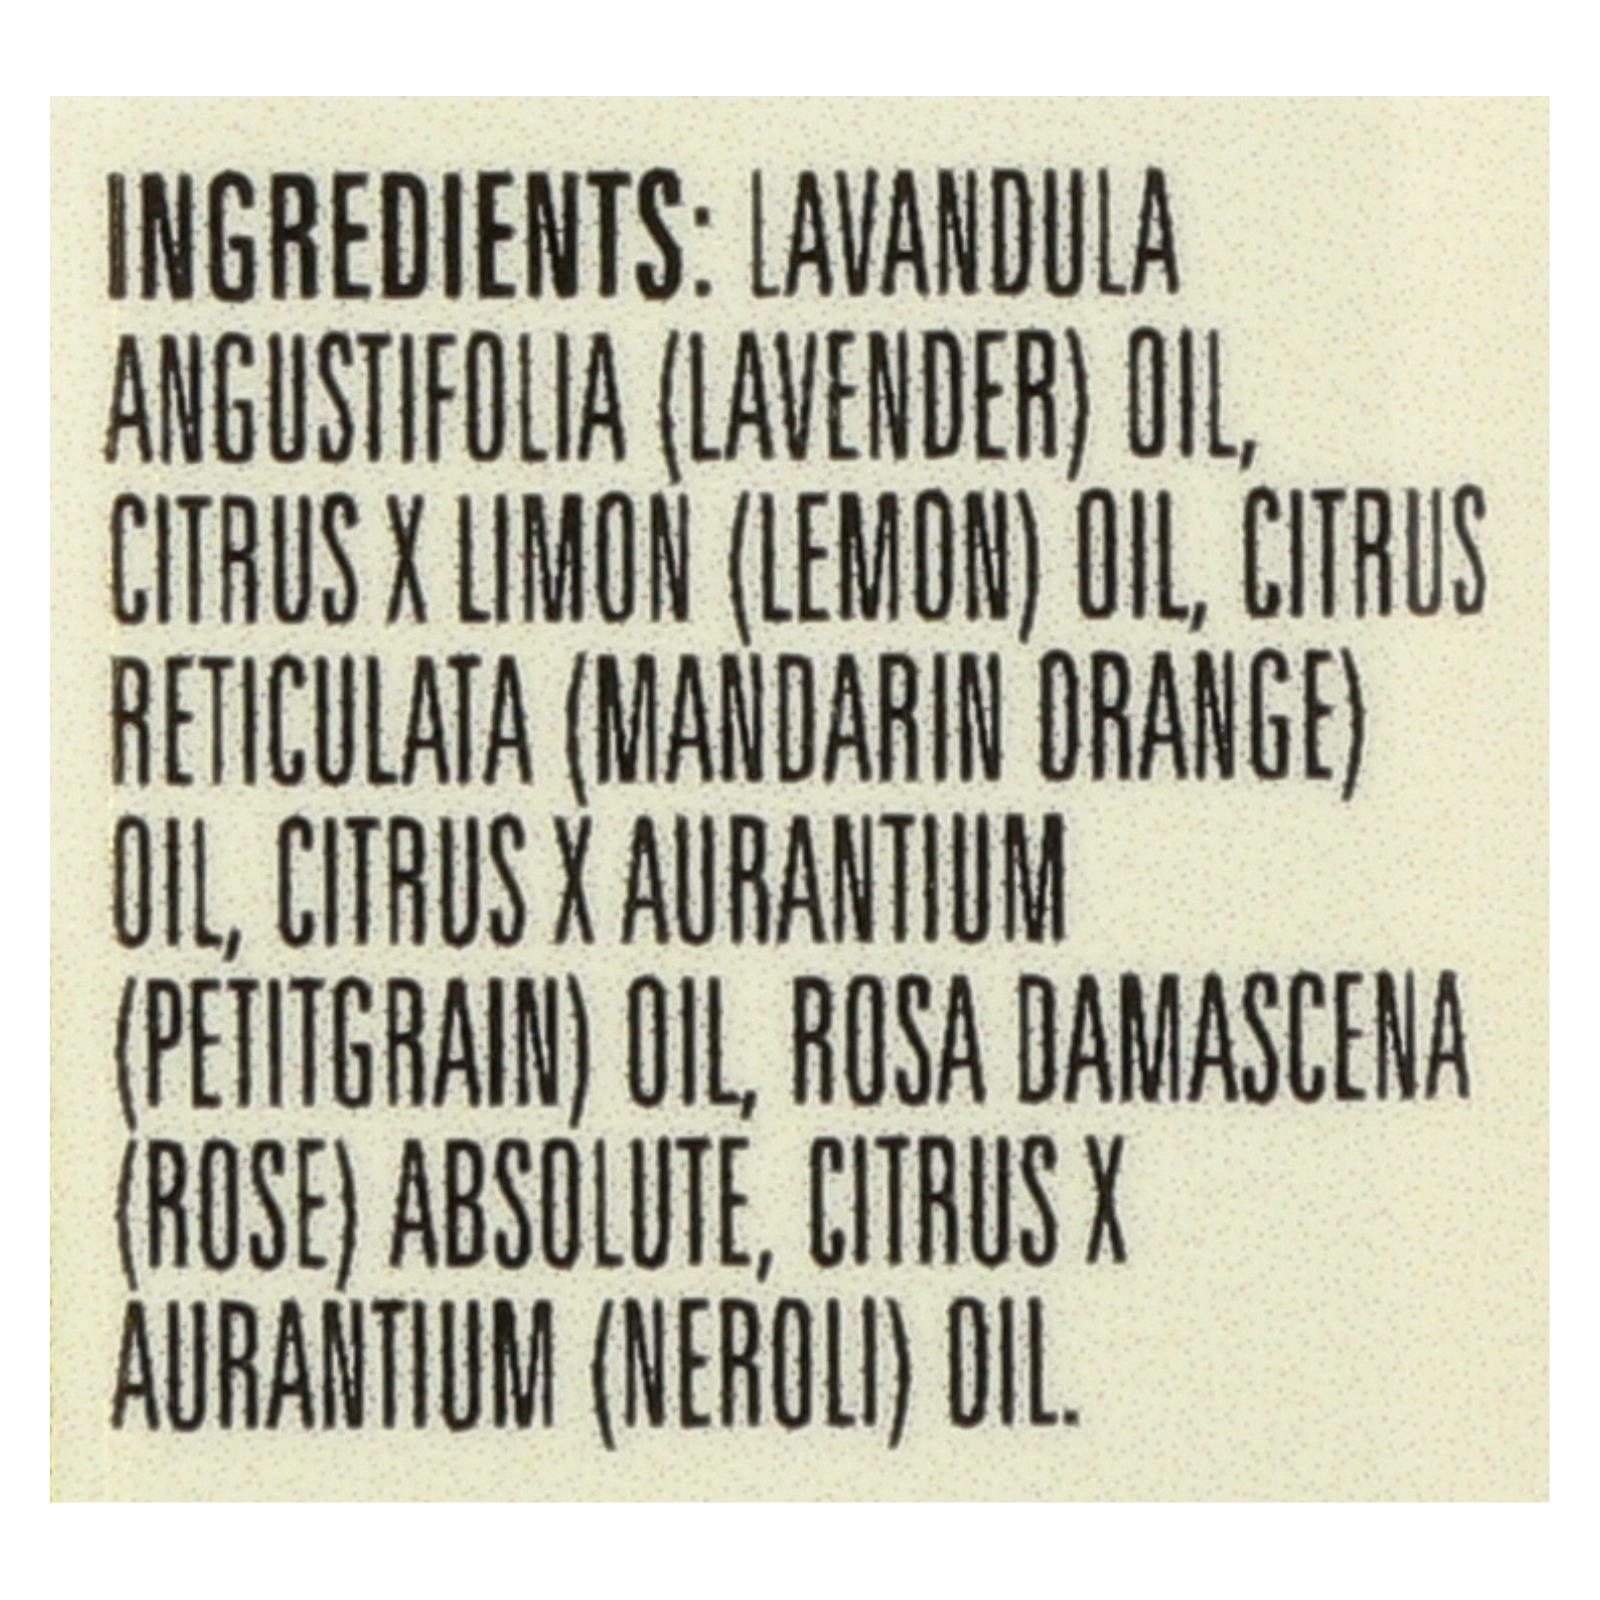 INGREDIENTS: LAVANDULA
ANGUSTIFOLIA (LAVENDER) OIL,
CITRUS X LIMON (LEMON) OIL, CITRUS
RETICULATA (MANDARIN ORANGE)
OIL, CITRUS X AURANTIUM
(PETITGRAIN) OIL, ROSA DAMASCENA
(ROSE) ABSOLUTE, CITRUS X
AURANTIUM (NEROLI) OIL.